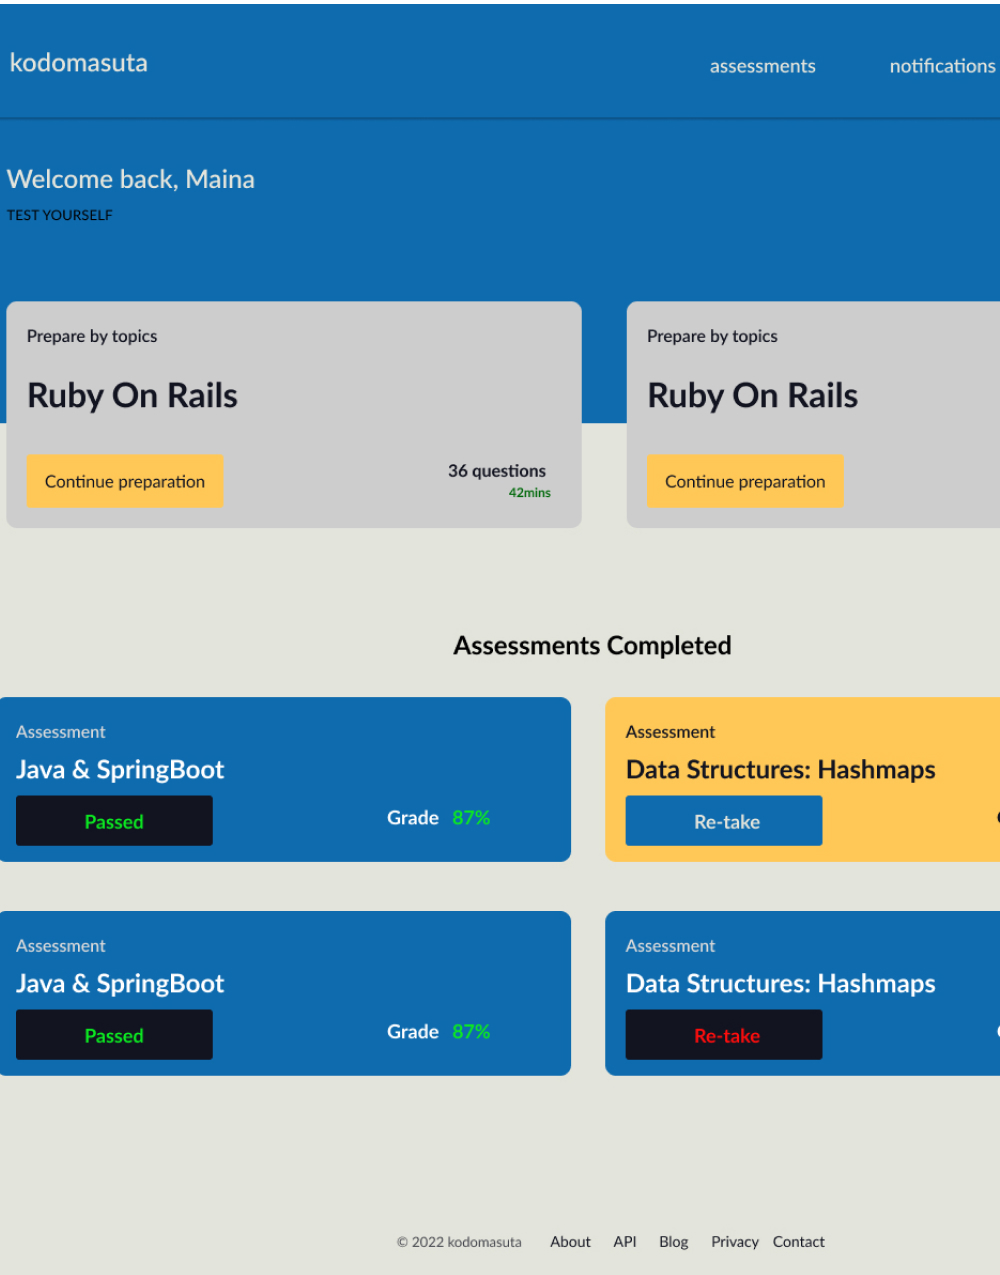 kodomasuta
assessments
notifications
Welcome back, Maina
TEST YOURSELF
Prepare by topics
Ruby On Rails
Continue preparation
36 questions
42mins
Prepare by topics
Ruby On Rails
Continue preparation
Assessments Completed
Assessment
Java & SpringBoot
Passed
Grade 87%
Assessment
Data Structures: Hashmaps
Re-take
Assessment
Java & SpringBoot
Passed
Grade 87%
Assessment
Data Structures: Hashmaps
Re-take
© 2022 kodomasuta About API Blog Privacy Contact